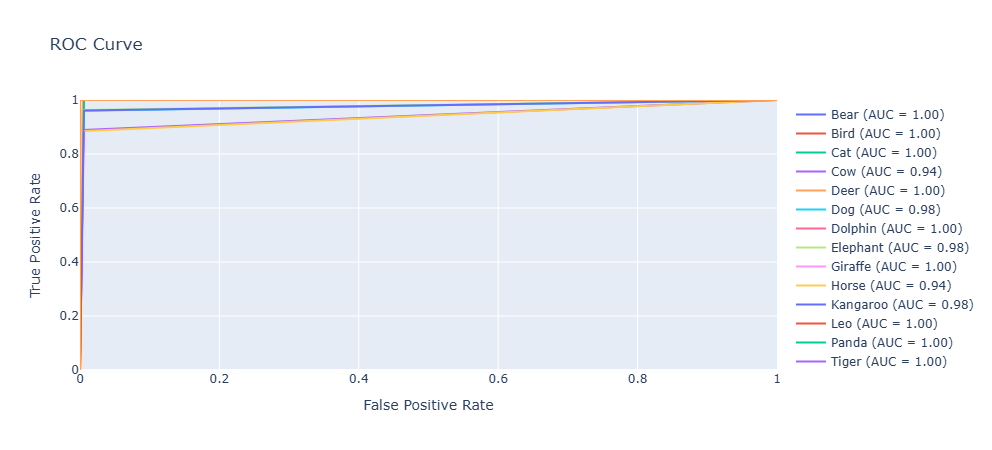 ROC Curve
1
0.8
0.6
0.4
0.2
0
True Positive Rate
0
0.2
0.4
0.6
0.8
1
False Positive Rate
Bear (AUC = 1.00)
Bird (AUC = 1.00)
Cat (AUC = 1.00)
Cow (AUC = 0.94)
Deer (AUC = 1.00)
Dog (AUC = 0.98)
Dolphin (AUC = 1.00)
Elephant (AUC = 0.98)
Giraffe (AUC = 1.00)
Horse (AUC = 0.94)
Kangaroo (AUC = 0.98)
Leo (AUC = 1.00)
Panda (AUC = 1.00)
Tiger (AUC = 1.00)